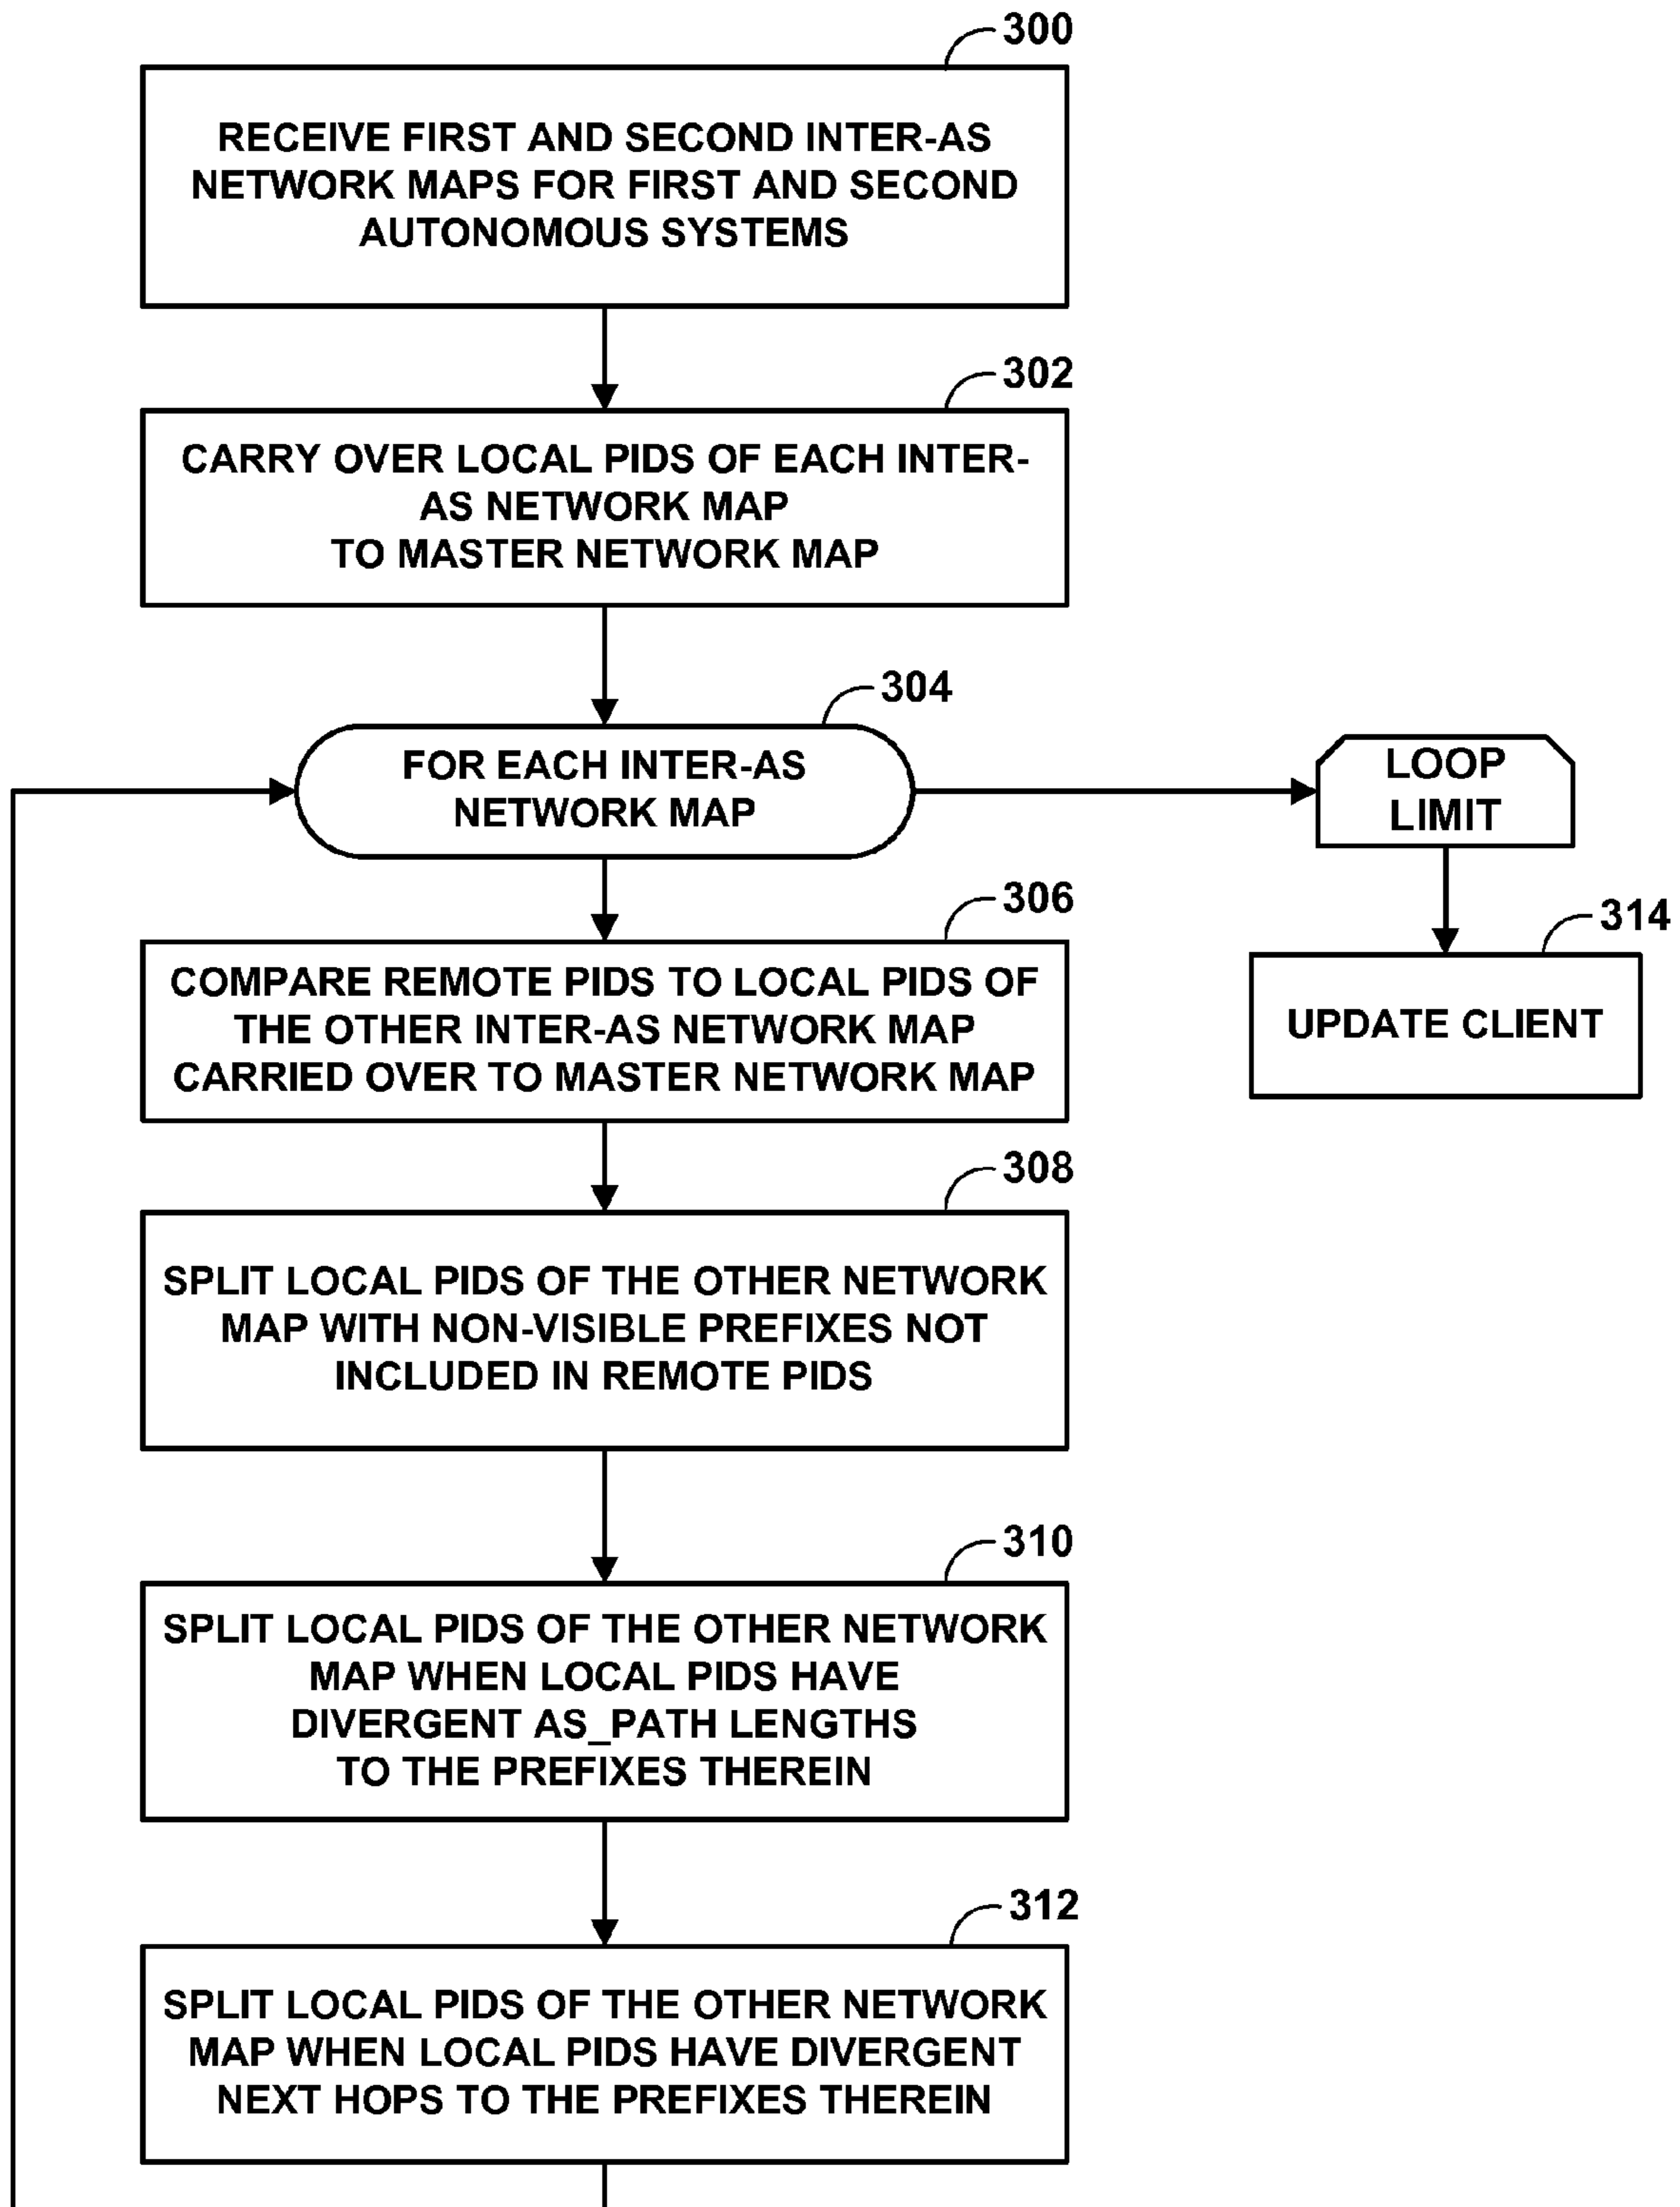 300
RECEIVE FIRST AND SECOND INTER-AS
NETWORK MAPS FOR FIRST AND SECOND
AUTONOMOUS SYSTEMS
302
CARRY OVER LOCAL PIDS OF EACH INTER-
AS NETWORK MAP
TO MASTER NETWORK MAP
304
FOR EACH INTER-AS
NETWORK MAP
LOOP
LIMIT
306
COMPARE REMOTE PIDS TO LOCAL PIDS OF
THE OTHER INTER-AS NETWORK MAP
CARRIED OVER TO MASTER NETWORK MAP
314
UPDATE CLIENT
308
SPLIT LOCAL PIDS OF THE OTHER NETWORK
MAP WITH NON-VISIBLE PREFIXES NOT
INCLUDED IN REMOTE PIDS
310
SPLIT LOCAL PIDS OF THE OTHER NETWORK
MAP WHEN LOCAL PIDS HAVE
DIVERGENT AS_PATH LENGTHS
TO THE PREFIXES THEREIN
312
SPLIT LOCAL PIDS OF THE OTHER NETWORK
MAP WHEN LOCAL PIDS HAVE DIVERGENT
NEXT HOPS TO THE PREFIXES THEREIN